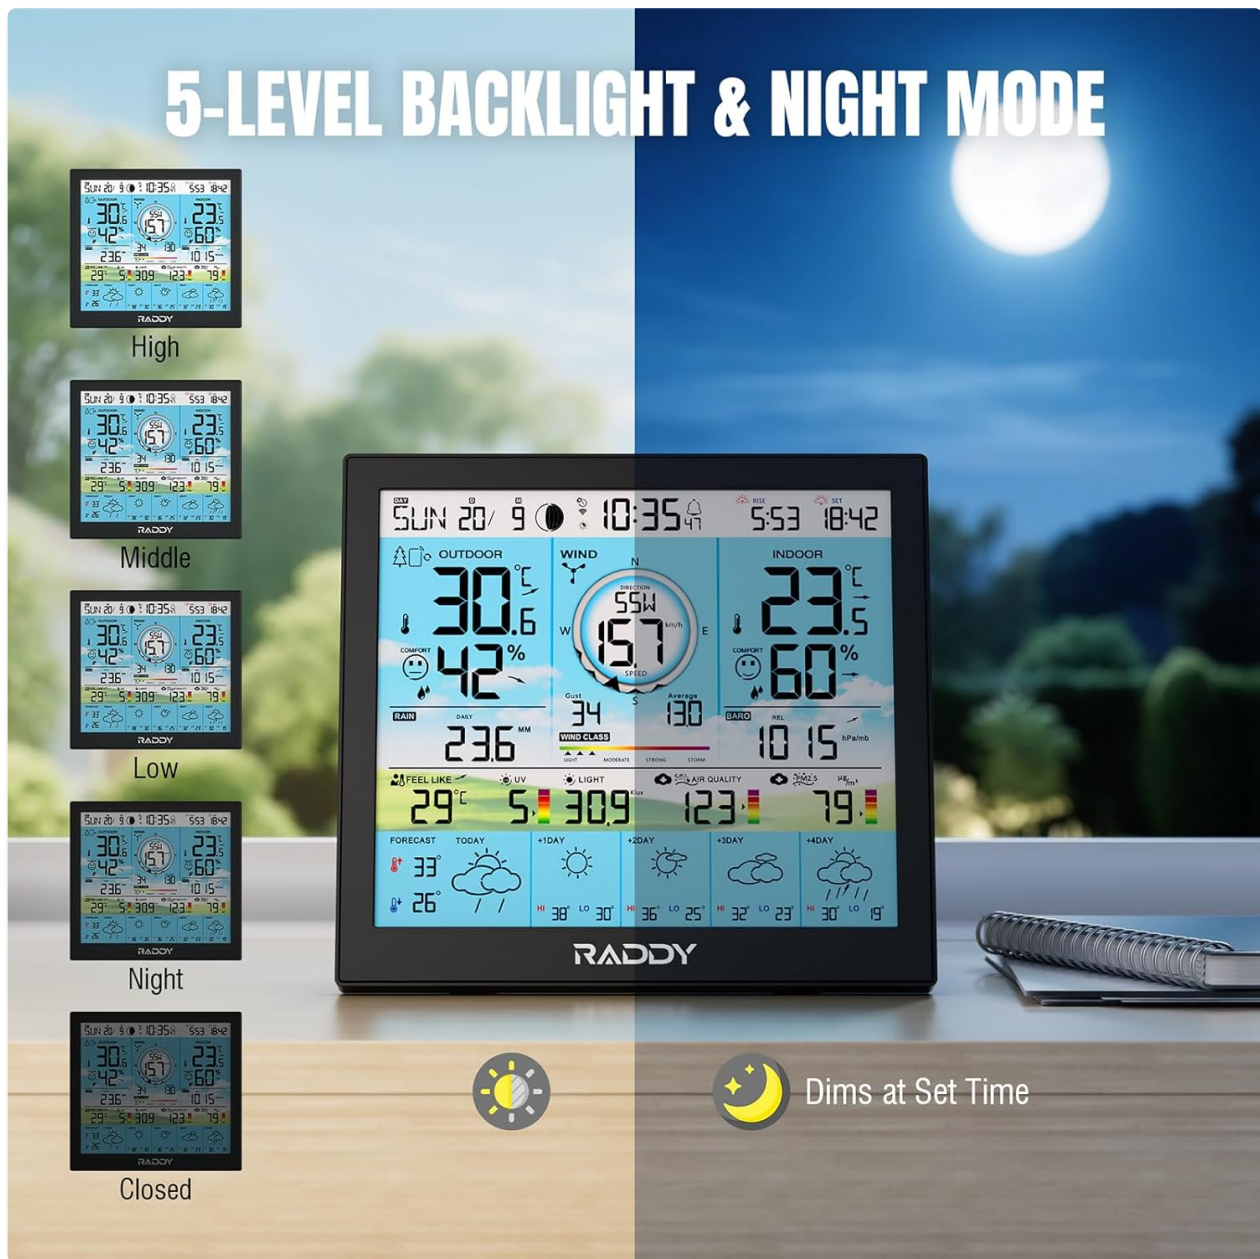 5-LEVEL BACKLIGHT & NIGHT MODE
High
Middle
Low
Night
Closed
DAY D M RISE SET
SUN 20/ 9 10:35 47 5:53 18:42
OUTDOOR WIND INDOOR
N
30.6 °C DIRECTION SSW 23.5 °C
W 15.7 km/h E
SPEED
COMFORT 42% COMFORT 60%
S
Gust Average
34 13.0
RAIN DAILY BARO REL
23.6 MM 1015 hPa/mb
WIND CLASS
LIGHT MODERATE STRONG STORM
FEEL LIKE UV LIGHT AIR QUALITY PM2.5 µg/m³
29°C 5 30.9 Klux 123 79
FORECAST TODAY +1DAY +2DAY +3DAY +4DAY
33°
26° HI 38° LO 30° HI 36° LO 25° HI 32° LO 23° HI 30° LO 19°
RADDY
Dims at Set Time